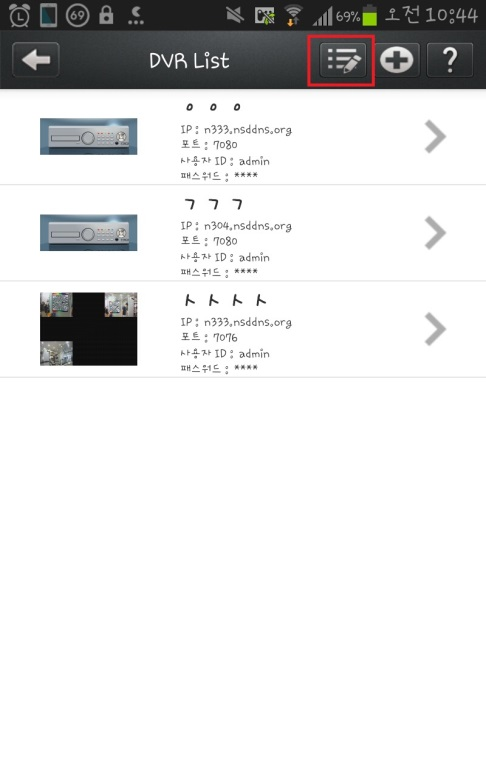 69 69% 오전 10:44
DVR List ?
ㅇ ㅇ ㅇ
IP : n333.nsddns.org
포트 : 7080
사용자 ID : admin
패스워드 : ****
ㄱ ㄱ ㄱ
IP : n304.nsddns.org
포트 : 7080
사용자 ID : admin
패스워드 : ****
ㅏ ㅏ ㅏ ㅏ
IP : n333.nsddns.org
포트 : 7076
사용자 ID : admin
패스워드 : ****